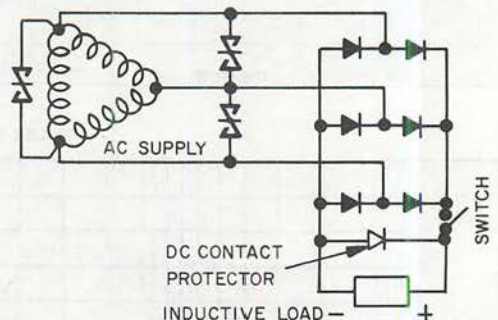 AC SUPPLY
SWITCH
DC CONTACT
PROTECTOR
INDUCTIVE LOAD − +